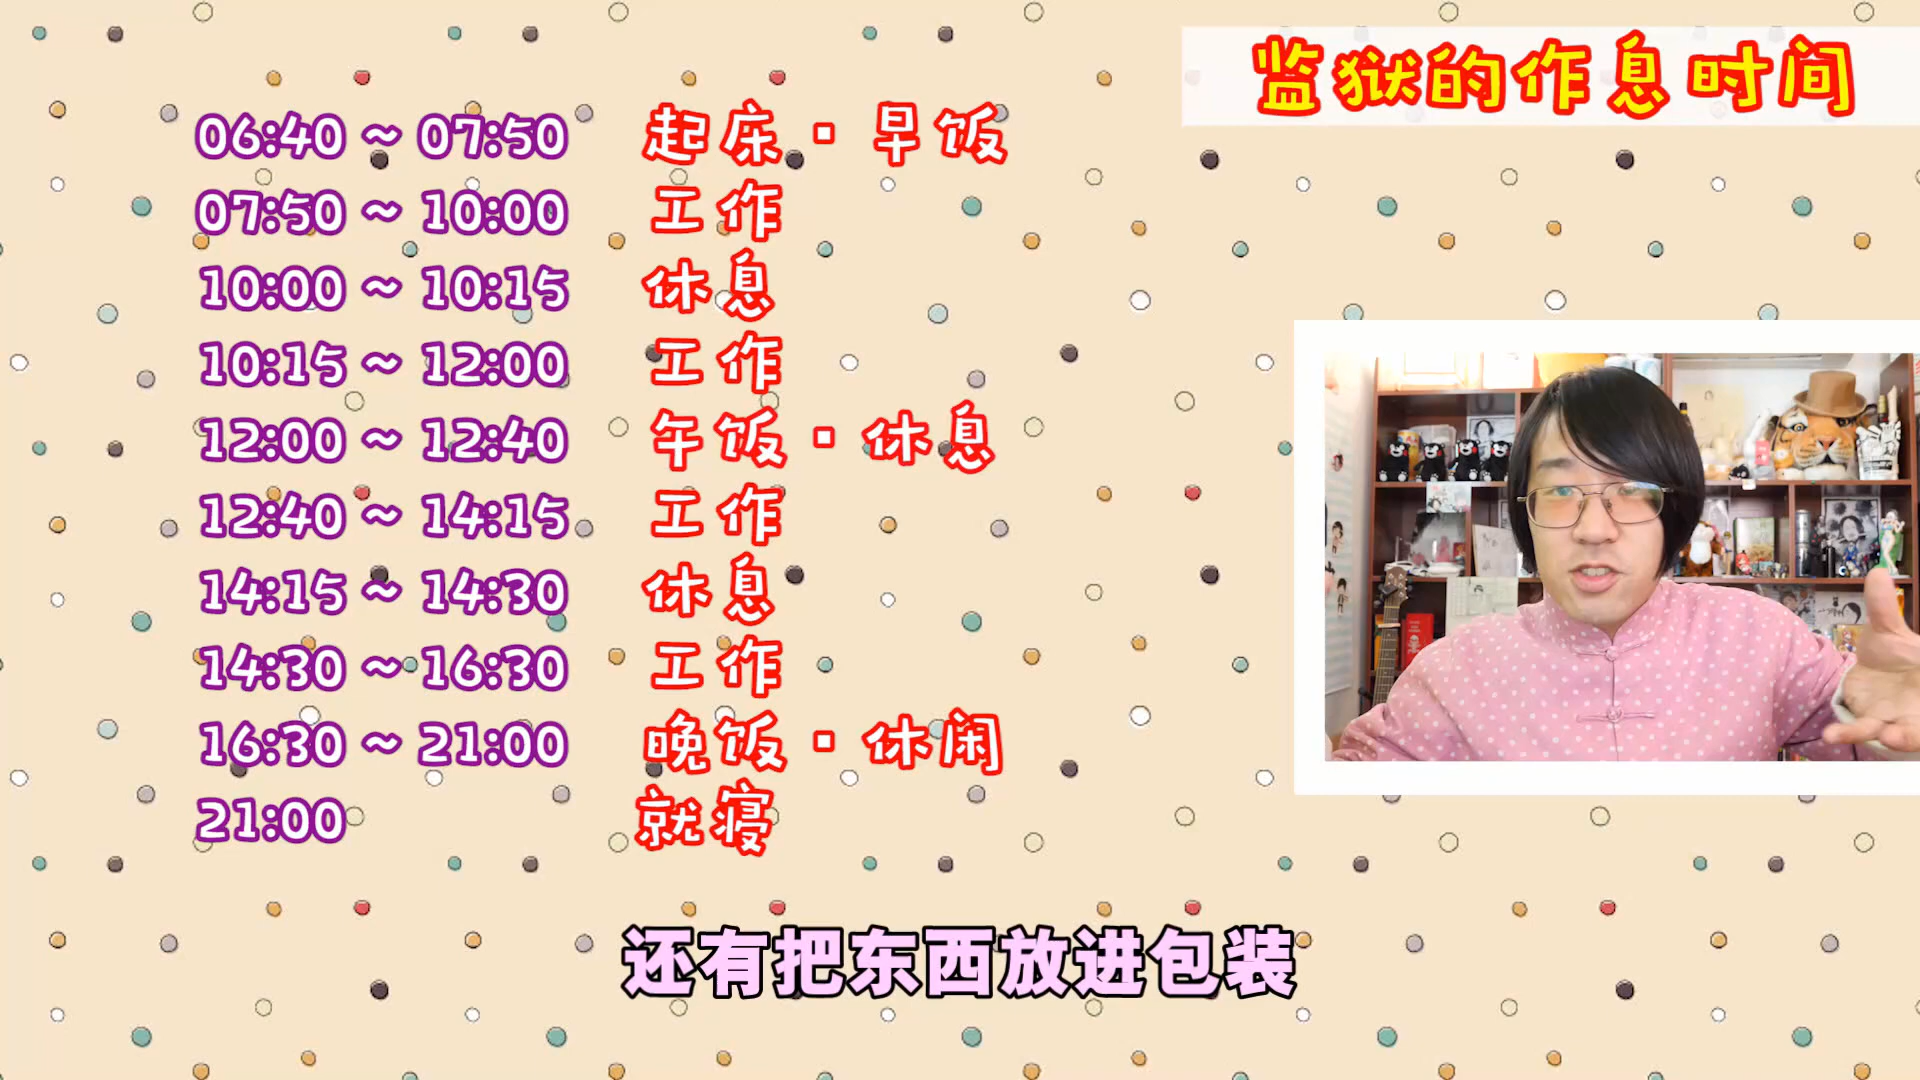 监狱的作息时间
06:40 ~ 07:50 起床·早饭
07:50 ~ 10:00 工作
10:00 ~ 10:15 休息
10:15 ~ 12:00 工作
12:00 ~ 12:40 午饭·休息
12:40 ~ 14:15 工作
14:15 ~ 14:30 休息
14:30 ~ 16:30 工作
16:30 ~ 21:00 晚饭·休闲
21:00 就寝
还有把东西放进包装